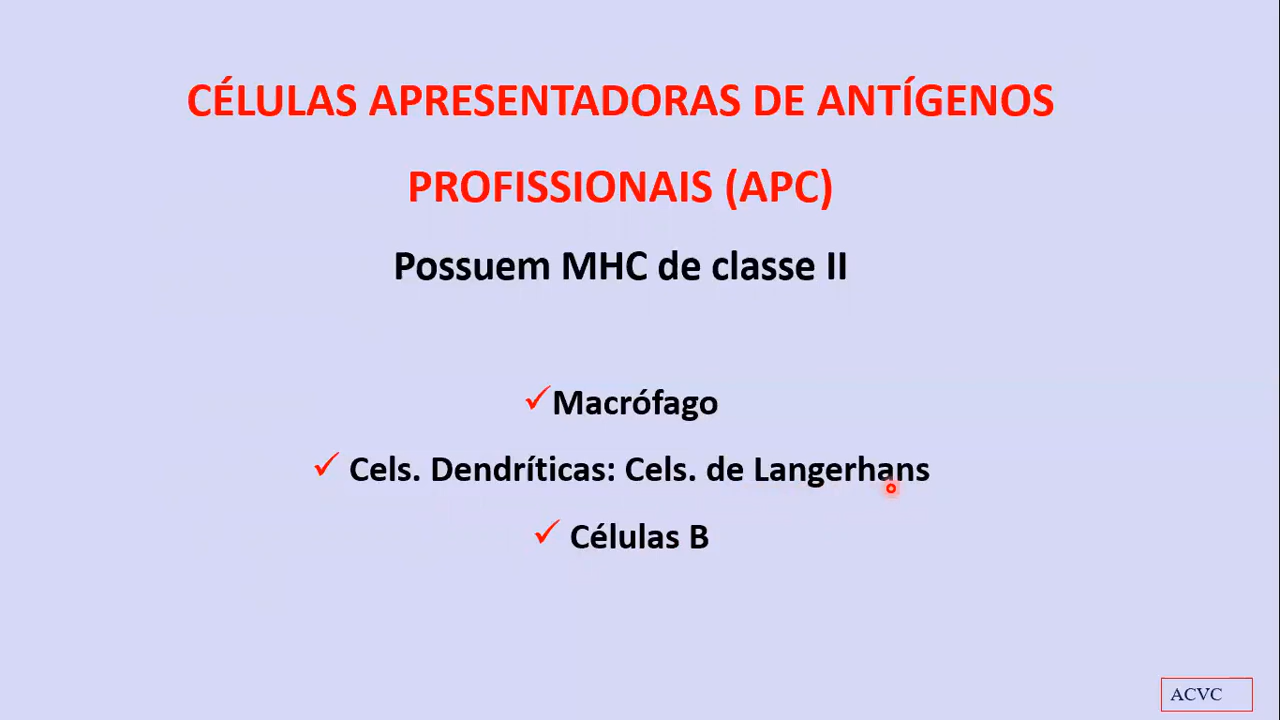 CÉLULAS APRESENTADORAS DE ANTÍGENOS
PROFISSIONAIS (APC)
Possuem MHC de classe II
✓Macrófago
✓ Cels. Dendríticas: Cels. de Langerhans
✓ Células B
ACVC